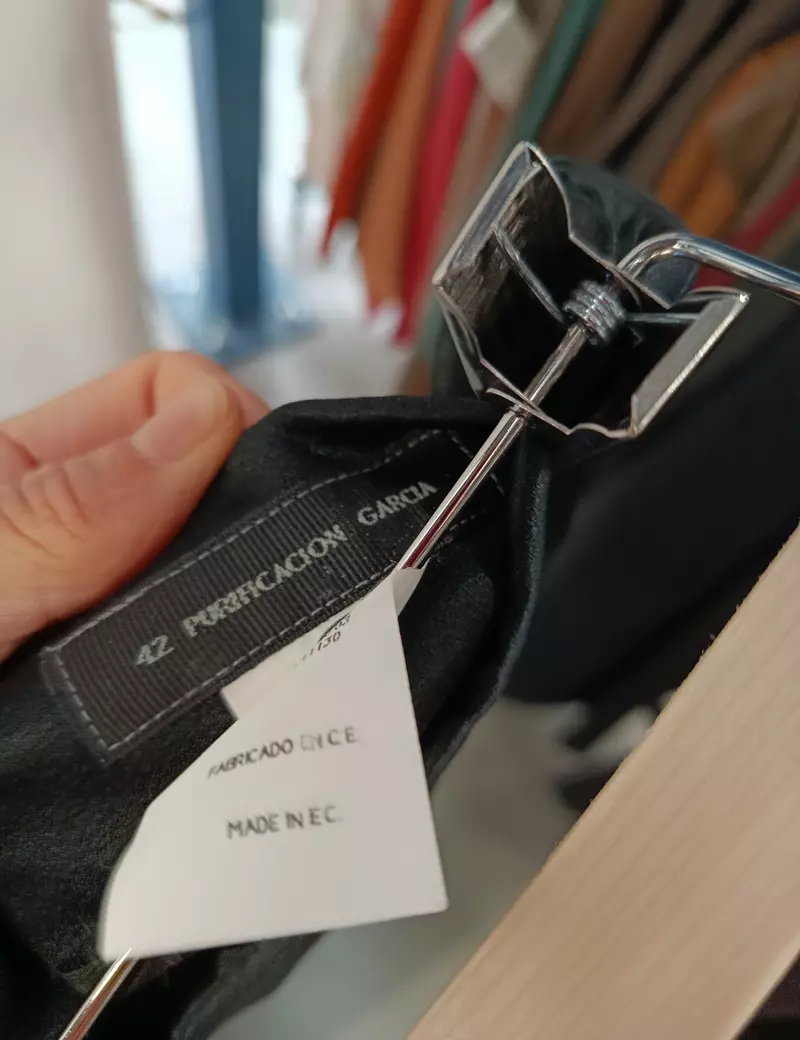 42 PURIFICACION GARCIA
FABRICADO EN C.E.
MADE IN E.C.